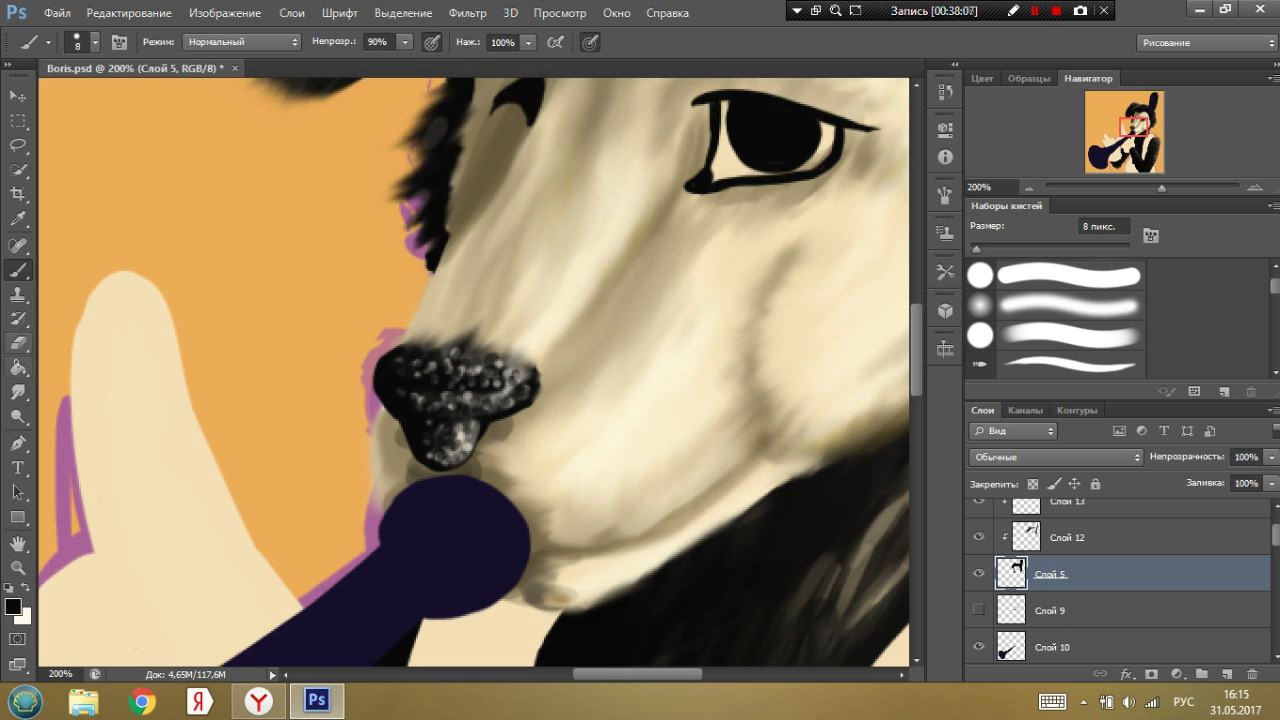 Ps Файл Редактирование Изображение Слои Шрифт Выделение Фильтр 3D Просмотр Окно Справка Запись [00:38:07]
8 Режим: Нормальный Непрозр.: 90% Наж.: 100% Рисование
Boris.psd @ 200% (Слой 5, RGB/8) * ×
Цвет Образцы Навигатор
200%
Наборы кистей
Размер: 8 пикс.
Слои Каналы Контуры
Вид
Обычные Непрозрачность: 100%
Закрепить: Заливка: 100%
Слой 13
Слой 12
Слой 5
Слой 9
Слой 10
200% Док: 4,65M/117,6M
Я Y Ps РУС 16:15
31.05.2017